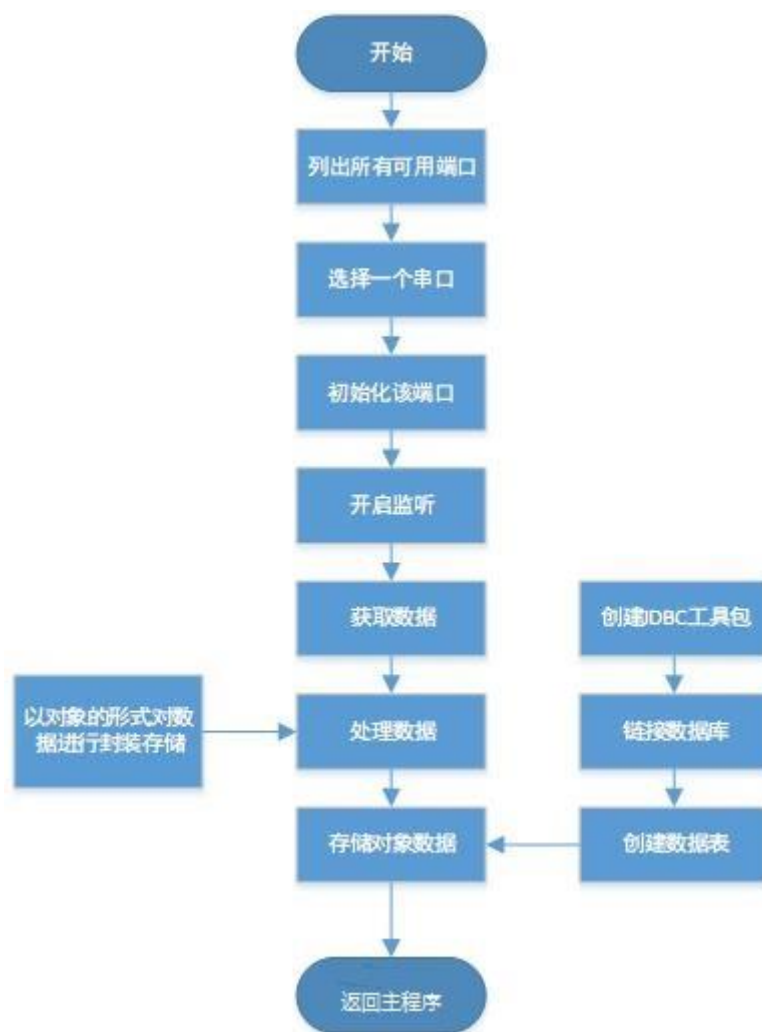 开始
列出所有可用端口
选择一个串口
初始化该端口
开启监听
获取数据
创建JDBC工具包
以对象的形式对数
据进行封装存储
处理数据
链接数据库
存储对象数据
创建数据表
返回主程序